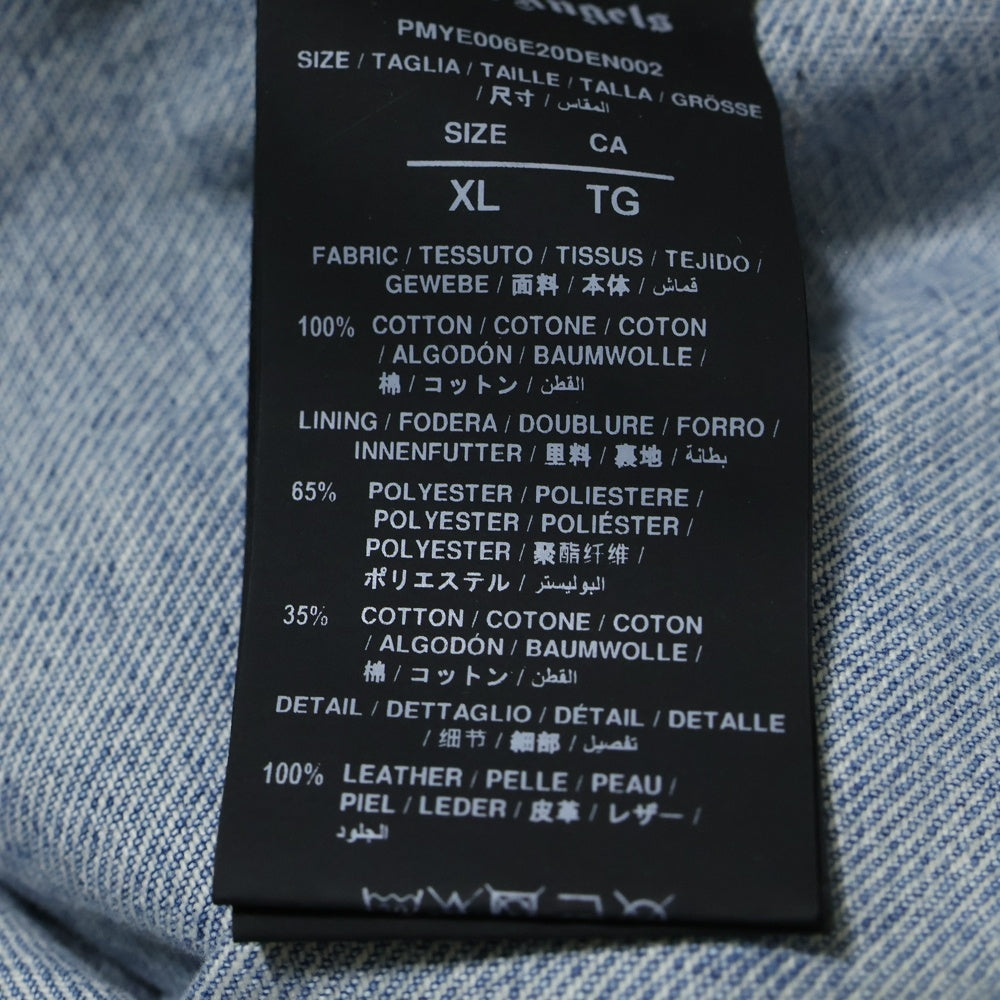 Angels
PMYE006E20DEN002
SIZE / TAGLIA / TAILLE / TALLA / GRÖSSE
/ 尺寸 / المقاس
SIZE CA
XL TG
FABRIC / TESSUTO / TISSUS / TEJIDO /
GEWEBE / 面料 / 本体 / قماش
100% COTTON / COTONE / COTON
/ ALGODÓN / BAUMWOLLE /
棉 / コットン / القطن
LINING / FODERA / DOUBLURE / FORRO /
INNENFUTTER / 里料 / 裏地 / بطانة
65% POLYESTER / POLIESTERE /
POLYESTER / POLIÉSTER /
POLYESTER / 聚酯纤维 /
ポリエステル / البوليستر
35% COTTON / COTONE / COTON
/ ALGODÓN / BAUMWOLLE /
棉 / コットン / القطن
DETAIL / DETTAGLIO / DÉTAIL / DETALLE
/ 细节 / 細部 / تفصيل
100% LEATHER / PELLE / PEAU /
PIEL / LEDER / 皮革 / レザー /
الجلود